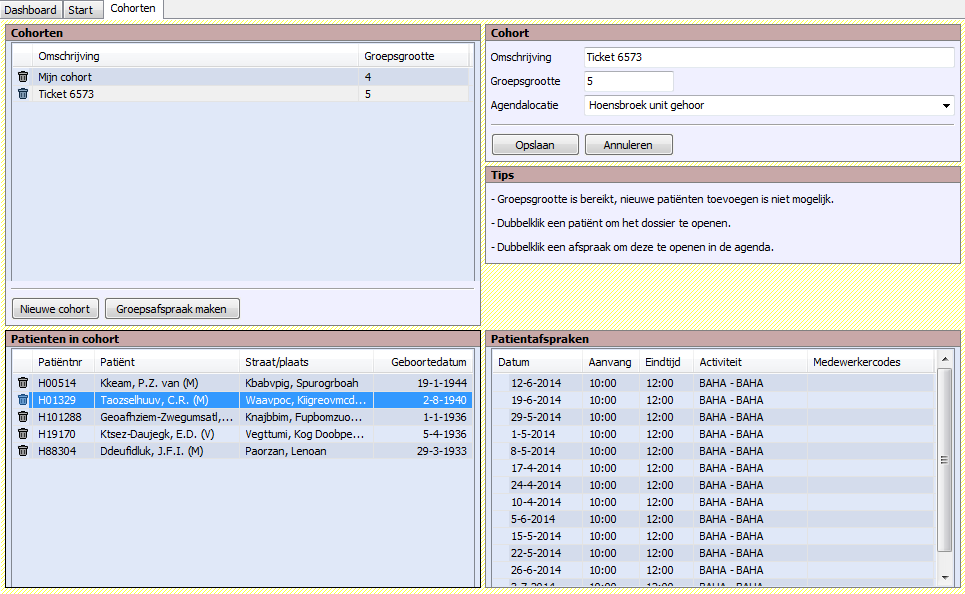 Dashboard Start Cohorten
Cohorten
Omschrijving Groepsgrootte
Mijn cohort 4
Ticket 6573 5
Nieuwe cohort Groepsafspraak maken
Cohort
Omschrijving Ticket 6573
Groepsgrootte 5
Agendalocatie Hoensbroek unit gehoor
Opslaan Annuleren
Tips
- Groepsgrootte is bereikt, nieuwe patiënten toevoegen is niet mogelijk.
- Dubbelklik een patiënt om het dossier te openen.
- Dubbelklik een afspraak om deze te openen in de agenda.
Patienten in cohort
Patiëntnr Patiënt Straat/plaats Geboortedatum
H00514 Kkeam, P.Z. van (M) Kbabvpig, Spurogrboah 19-1-1944
H01329 Taozselhuuv, C.R. (M) Waavpoc, Kiigreovmcd... 2-8-1940
H101288 Geoafhziem-Zwegumsatl,... Knajbbim, Fupbomzuo... 1-1-1936
H19170 Ktsez-Daujegk, E.D. (V) Vegttumi, Kog Doobpe... 5-4-1936
H88304 Ddeufidluk, J.F.I. (M) Paorzan, Lenoan 29-3-1933
Patientafspraken
Datum Aanvang Eindtijd Activiteit Medewerkercodes
12-6-2014 10:00 12:00 BAHA - BAHA
19-6-2014 10:00 12:00 BAHA - BAHA
29-5-2014 10:00 12:00 BAHA - BAHA
1-5-2014 10:00 12:00 BAHA - BAHA
8-5-2014 10:00 12:00 BAHA - BAHA
17-4-2014 10:00 12:00 BAHA - BAHA
24-4-2014 10:00 12:00 BAHA - BAHA
10-4-2014 10:00 12:00 BAHA - BAHA
5-6-2014 10:00 12:00 BAHA - BAHA
15-5-2014 10:00 12:00 BAHA - BAHA
22-5-2014 10:00 12:00 BAHA - BAHA
26-6-2014 10:00 12:00 BAHA - BAHA
10:00 12:00 BAHA - BAHA